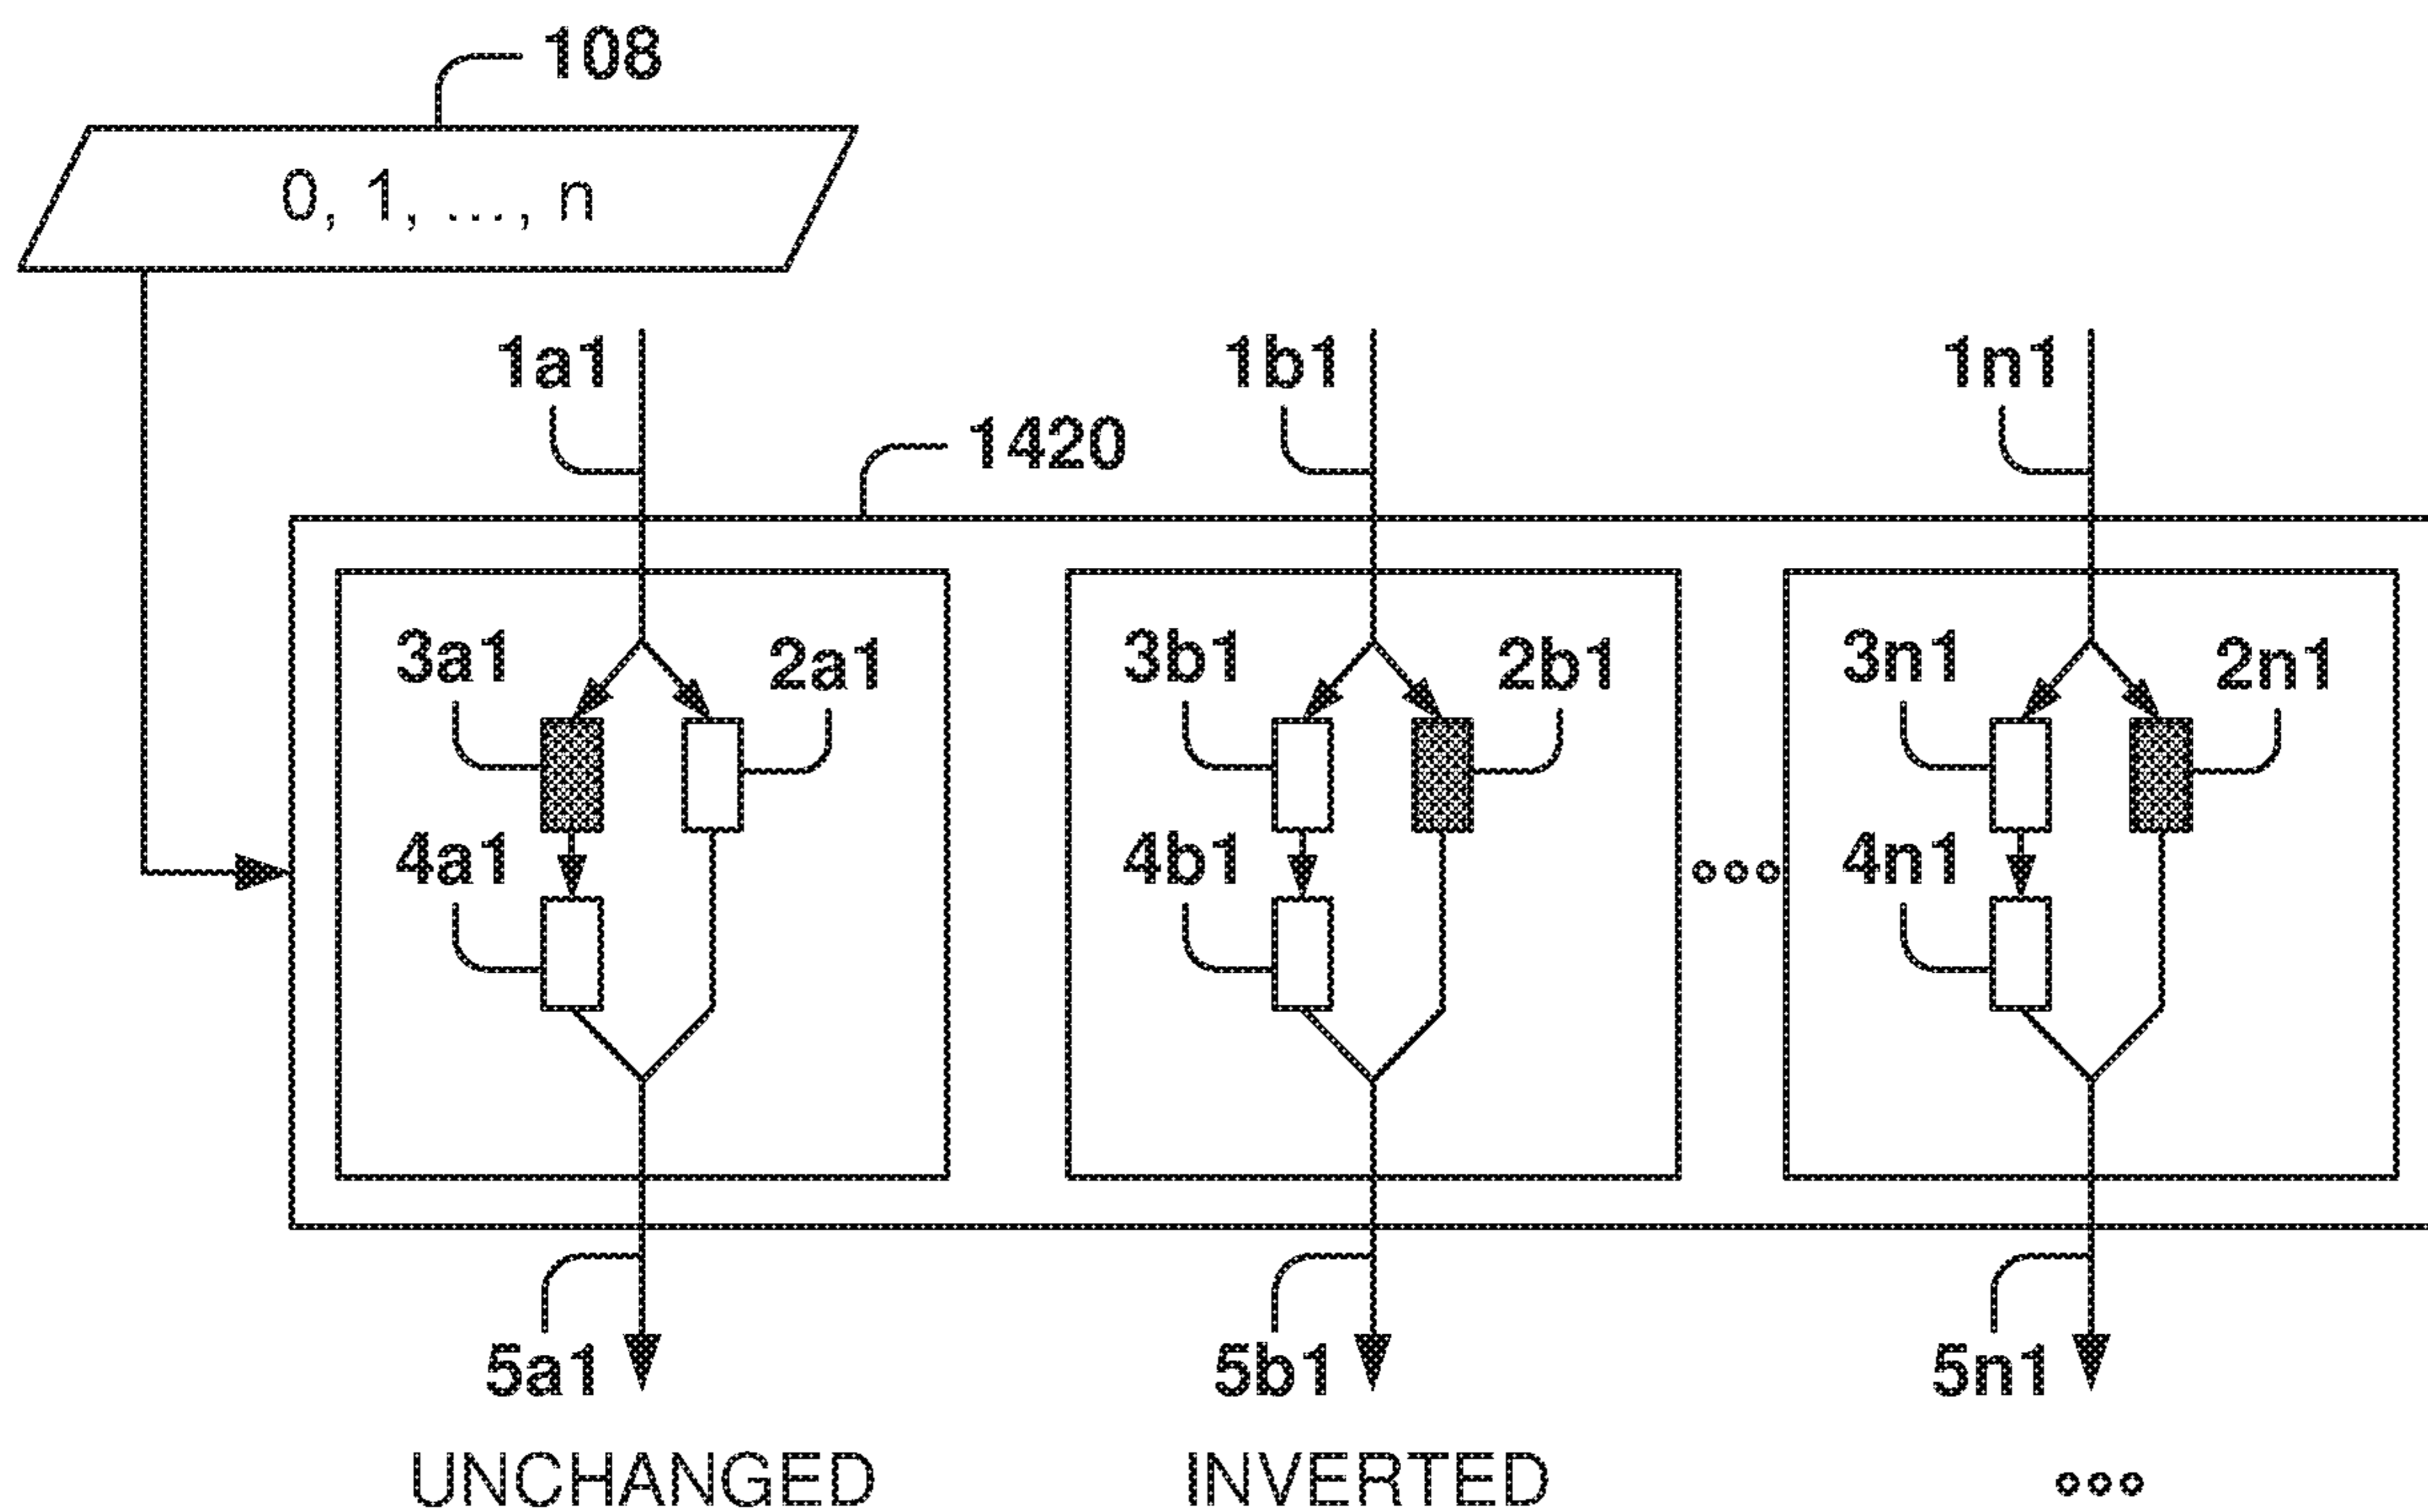 108
0, 1, ..., n
1a1 1b1 1n1
1420
3a1 2a1 3b1 2b1 3n1 2n1
4a1 4b1 4n1
5a1 5b1 5n1
UNCHANGED INVERTED